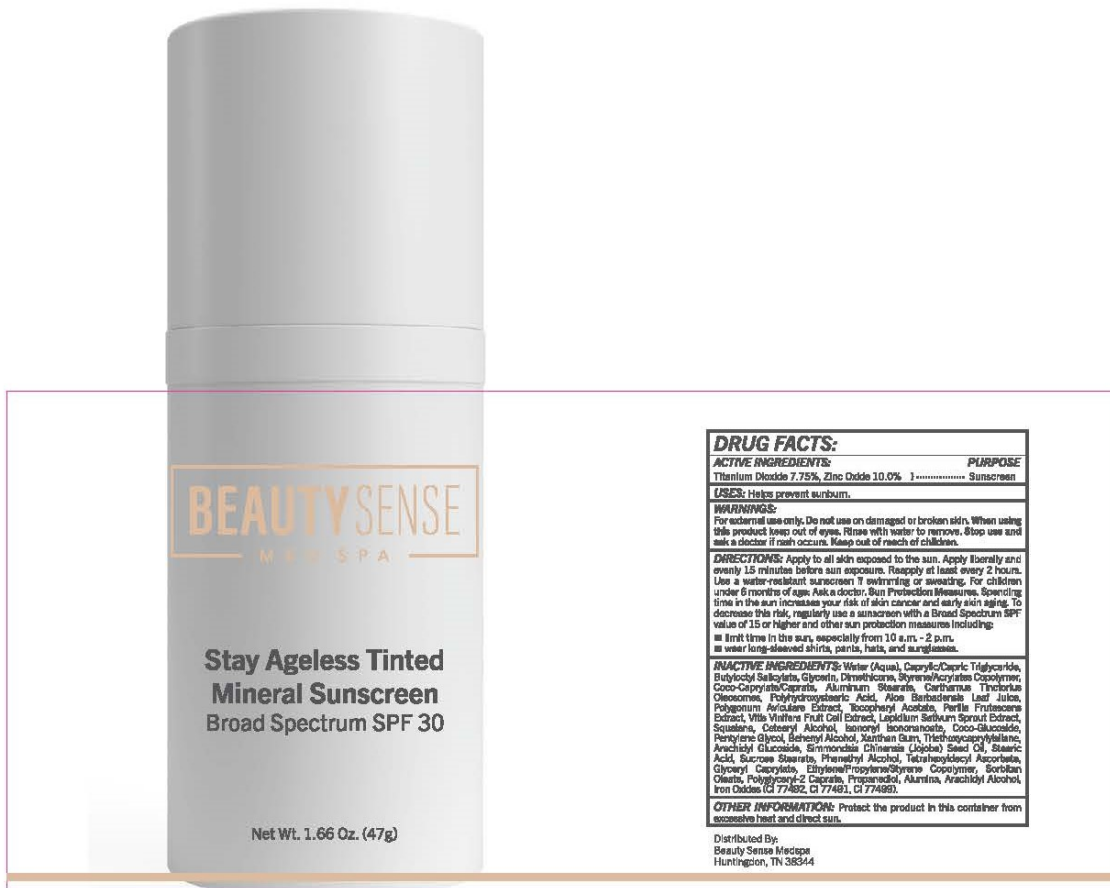 BEAUTY SENSE
MED SPA
Stay Ageless Tinted
Mineral Sunscreen
Broad Spectrum SPF 30
Net Wt. 1.66 Oz. (47g)
DRUG FACTS:
ACTIVE INGREDIENTS: PURPOSE
Titanium Dioxide 7.75%, Zinc Oxide 10.0% } ................. Sunscreen
USES: Helps prevent sunburn.
WARNINGS:
For external use only. Do not use on damaged or broken skin. When using
this product keep out of eyes. Rinse with water to remove. Stop use and
ask a doctor if rash occurs. Keep out of reach of children.
DIRECTIONS: Apply to all skin exposed to the sun. Apply liberally and
evenly 15 minutes before sun exposure. Reapply at least every 2 hours.
Use a water-resistant sunscreen if swimming or sweating. For children
under 6 months of age: Ask a doctor. Sun Protection Measures. Spending
time in the sun increases your risk of skin cancer and early skin aging. To
decrease this risk, regularly use a sunscreen with a Broad Spectrum SPF
value of 15 or higher and other sun protection measures including:
■ limit time in the sun, especially from 10 a.m. - 2 p.m.
■ wear long-sleeved shirts, pants, hats, and sunglasses.
INACTIVE INGREDIENTS: Water (Aqua), Caprylic/Capric Triglyceride,
Butyloctyl Salicylate, Glycerin, Dimethicone, Styrene/Acrylates Copolymer,
Coco-Caprylate/Caprate, Aluminum Stearate, Carthamus Tinctorius
Oleosomes, Polyhydroxystearic Acid, Aloe Barbadensis Leaf Juice,
Polygonum Aviculare Extract, Tocopheryl Acetate, Perilla Frutescens
Extract, Vitis Vinifera Fruit Cell Extract, Lepidium Sativum Sprout Extract,
Squalane, Cetearyl Alcohol, Isononyl Isononanoate, Coco-Glucoside,
Pentylene Glycol, Behenyl Alcohol, Xanthan Gum, Triethoxycaprylylsilane,
Arachidyl Glucoside, Simmondsia Chinensis (Jojoba) Seed Oil, Stearic
Acid, Sucrose Stearate, Phenethyl Alcohol, Tetrahexyldecyl Ascorbate,
Glyceryl Caprylate, Ethylene/Propylene/Styrene Copolymer, Sorbitan
Oleate, Polyglyceryl-2 Caprate, Propanediol, Alumina, Arachidyl Alcohol,
Iron Oxides (CI 77492, CI 77491, CI 77499).
OTHER INFORMATION: Protect the product in this container from
excessive heat and direct sun.
Distributed By:
Beauty Sense Medspa
Huntingdon, TN 38344